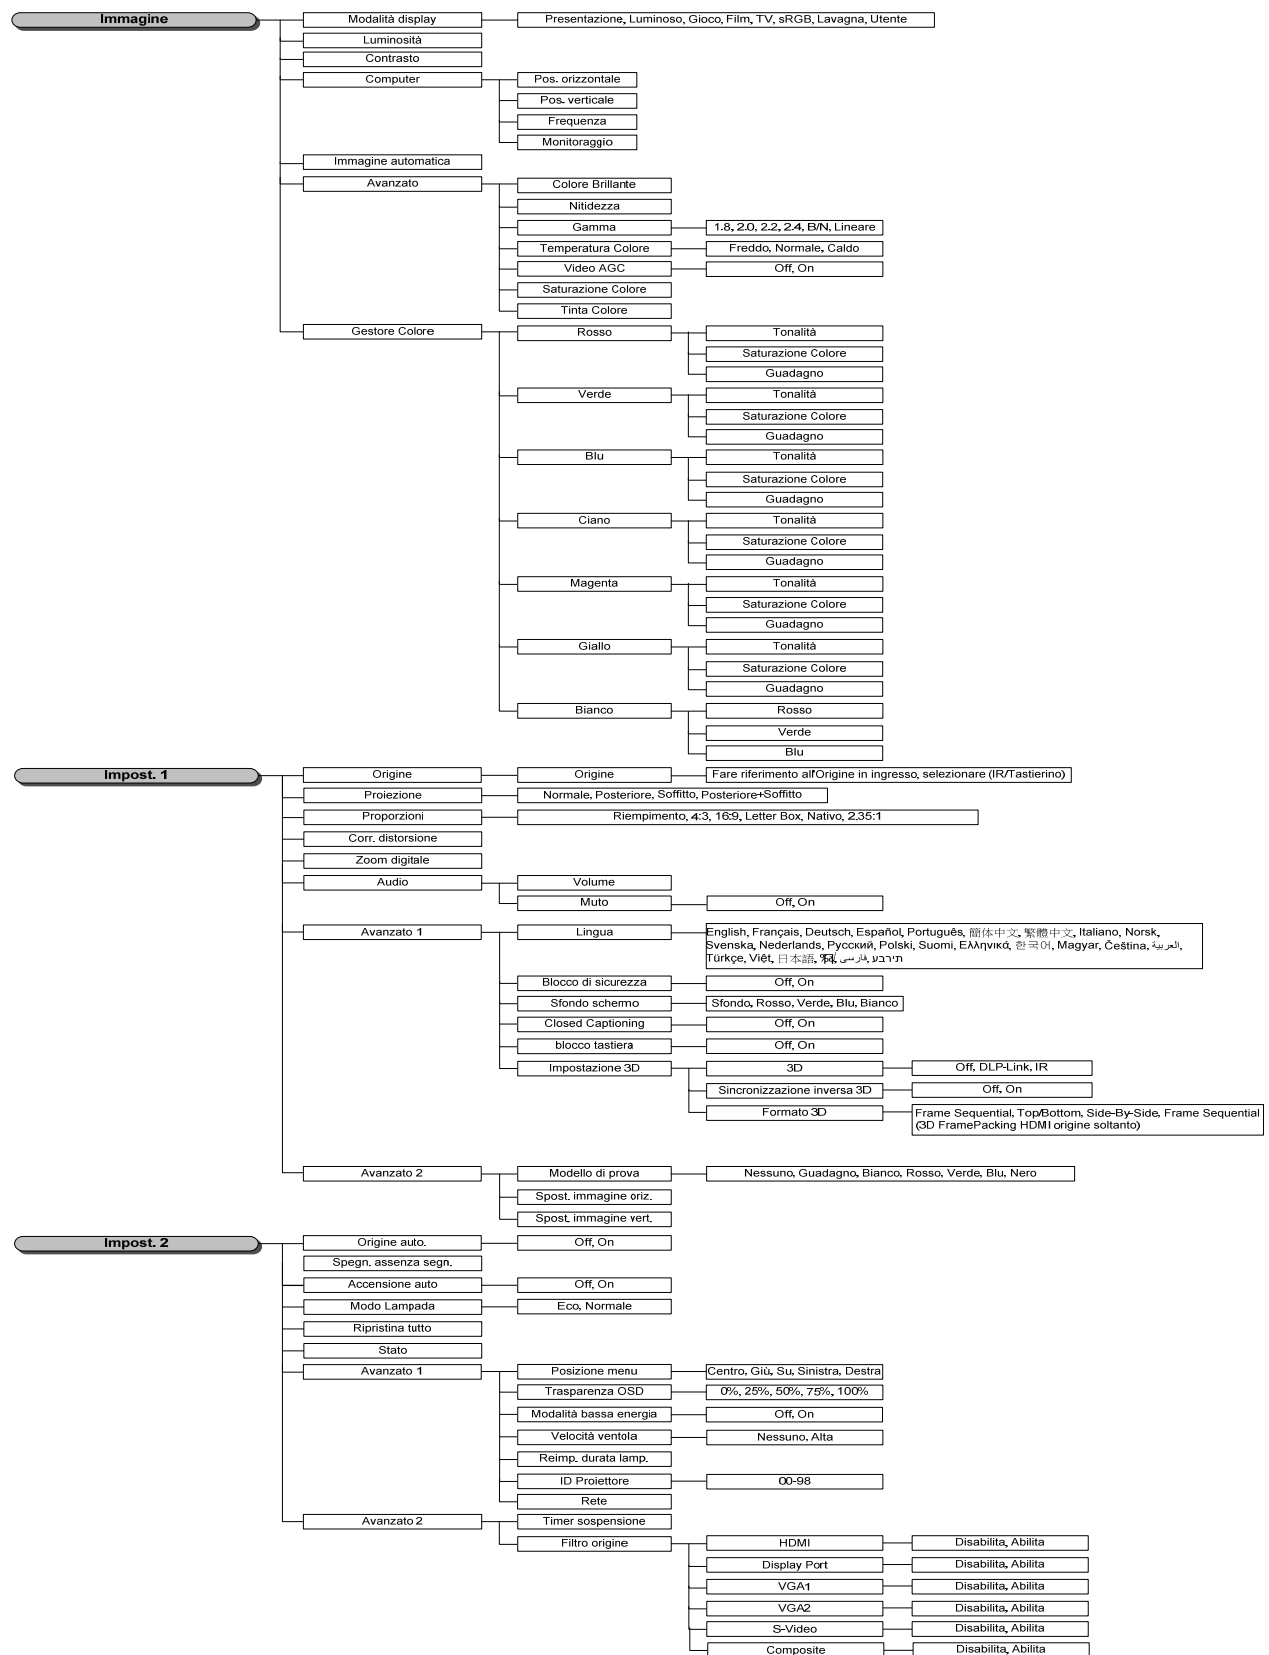 Immagine
Modalità display
Presentazione, Luminoso, Gioco, Film, TV, sRGB, Lavagna, Utente
Luminosità
Contrasto
Computer
Pos. orizzontale
Pos. verticale
Frequenza
Monitoraggio
Immagine automatica
Avanzato
Colore Brillante
Nitidezza
Gamma
1.8, 2.0, 2.2, 2.4, B/N, Lineare
Temperatura Colore
Freddo, Normale, Caldo
Video AGC
Off, On
Saturazione Colore
Tinta Colore
Gestore Colore
Rosso
Tonalità
Saturazione Colore
Guadagno
Verde
Tonalità
Saturazione Colore
Guadagno
Blu
Tonalità
Saturazione Colore
Guadagno
Ciano
Tonalità
Saturazione Colore
Guadagno
Magenta
Tonalità
Saturazione Colore
Guadagno
Giallo
Tonalità
Saturazione Colore
Guadagno
Bianco
Rosso
Verde
Blu
Impost. 1
Origine
Origine
Fare riferimento all'Origine in ingresso, selezionare (IR/Tastierino)
Proiezione
Normale, Posteriore, Soffitto, Posteriore+Soffitto
Proporzioni
Riempimento, 4:3, 16:9, Letter Box, Nativo, 2.35:1
Corr. distorsione
Zoom digitale
Audio
Volume
Muto
Off, On
Avanzato 1
Lingua
English, Français, Deutsch, Español, Português, 簡体中文, 繁體中文, Italiano, Norsk,
Svenska, Nederlands, Русский, Polski, Suomi, Ελληνικά, 한국어, Magyar, Čeština, العربية,
Türkçe, Việt, 日本語, فارسی, תירבע
Blocco di sicurezza
Off, On
Sfondo schermo
Sfondo, Rosso, Verde, Blu, Bianco
Closed Captioning
Off, On
blocco tastiera
Off, On
Impostazione 3D
3D
Off, DLP-Link, IR
Sincronizzazione inversa 3D
Off, On
Formato 3D
Frame Sequential, Top/Bottom, Side-By-Side, Frame Sequential
(3D FramePacking HDMI origine soltanto)
Avanzato 2
Modello di prova
Nessuno, Guadagno, Bianco, Rosso, Verde, Blu, Nero
Spost. immagine oriz.
Spost. immagine vert.
Impost. 2
Origine auto.
Off, On
Spegn. assenza segn.
Accensione auto
Off, On
Modo Lampada
Eco, Normale
Ripristina tutto
Stato
Avanzato 1
Posizione menu
Centro, Giù, Su, Sinistra, Destra
Trasparenza OSD
0%, 25%, 50%, 75%, 100%
Modalità bassa energia
Off, On
Velocità ventola
Nessuno, Alta
Reimp. durata lamp.
ID Proiettore
00-98
Rete
Avanzato 2
Timer sospensione
Filtro origine
HDMI
Disabilita, Abilita
Display Port
Disabilita, Abilita
VGA1
Disabilita, Abilita
VGA2
Disabilita, Abilita
S-Video
Disabilita, Abilita
Composite
Disabilita, Abilita